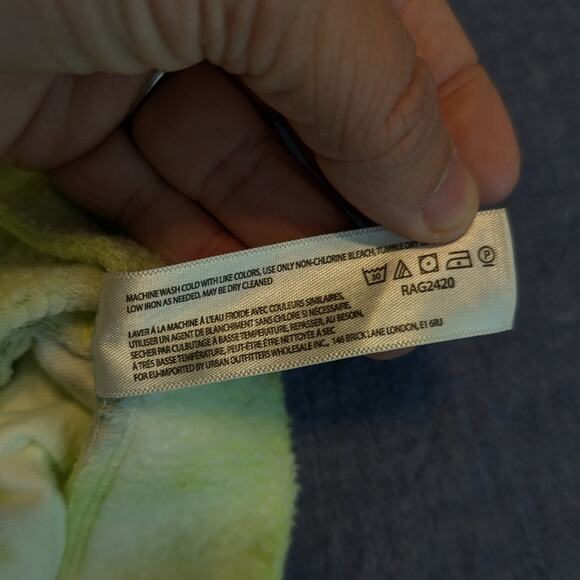 MACHINE WASH COLD WITH LIKE COLORS, USE ONLY NON-CHLORINE BLEACH, TUMBLE DRY
LOW IRON AS NEEDED, MAY BE DRY CLEANED
30
P
RAG2420
LAVER À LA MACHINE À L'EAU FROIDE AVEC COULEURS SIMILAIRES,
UTILISER UN AGENT DE BLANCHIMENT SANS CHLORE SI NÉCESSAIRE.
SECHER PAR CULBUTAGE À BASSE TEMPÉRATURE, REPASSER, AU BESOIN,
À TRÈS BASSE TEMPÉRATURE, PEUT-ÊTRE ÊTRE NETTOYÉ À SEC
FOR EU-IMPORTED BY URBAN OUTFITTERS WHOLESALE INC., 146 BRICK LANE LONDON, E1 6RU